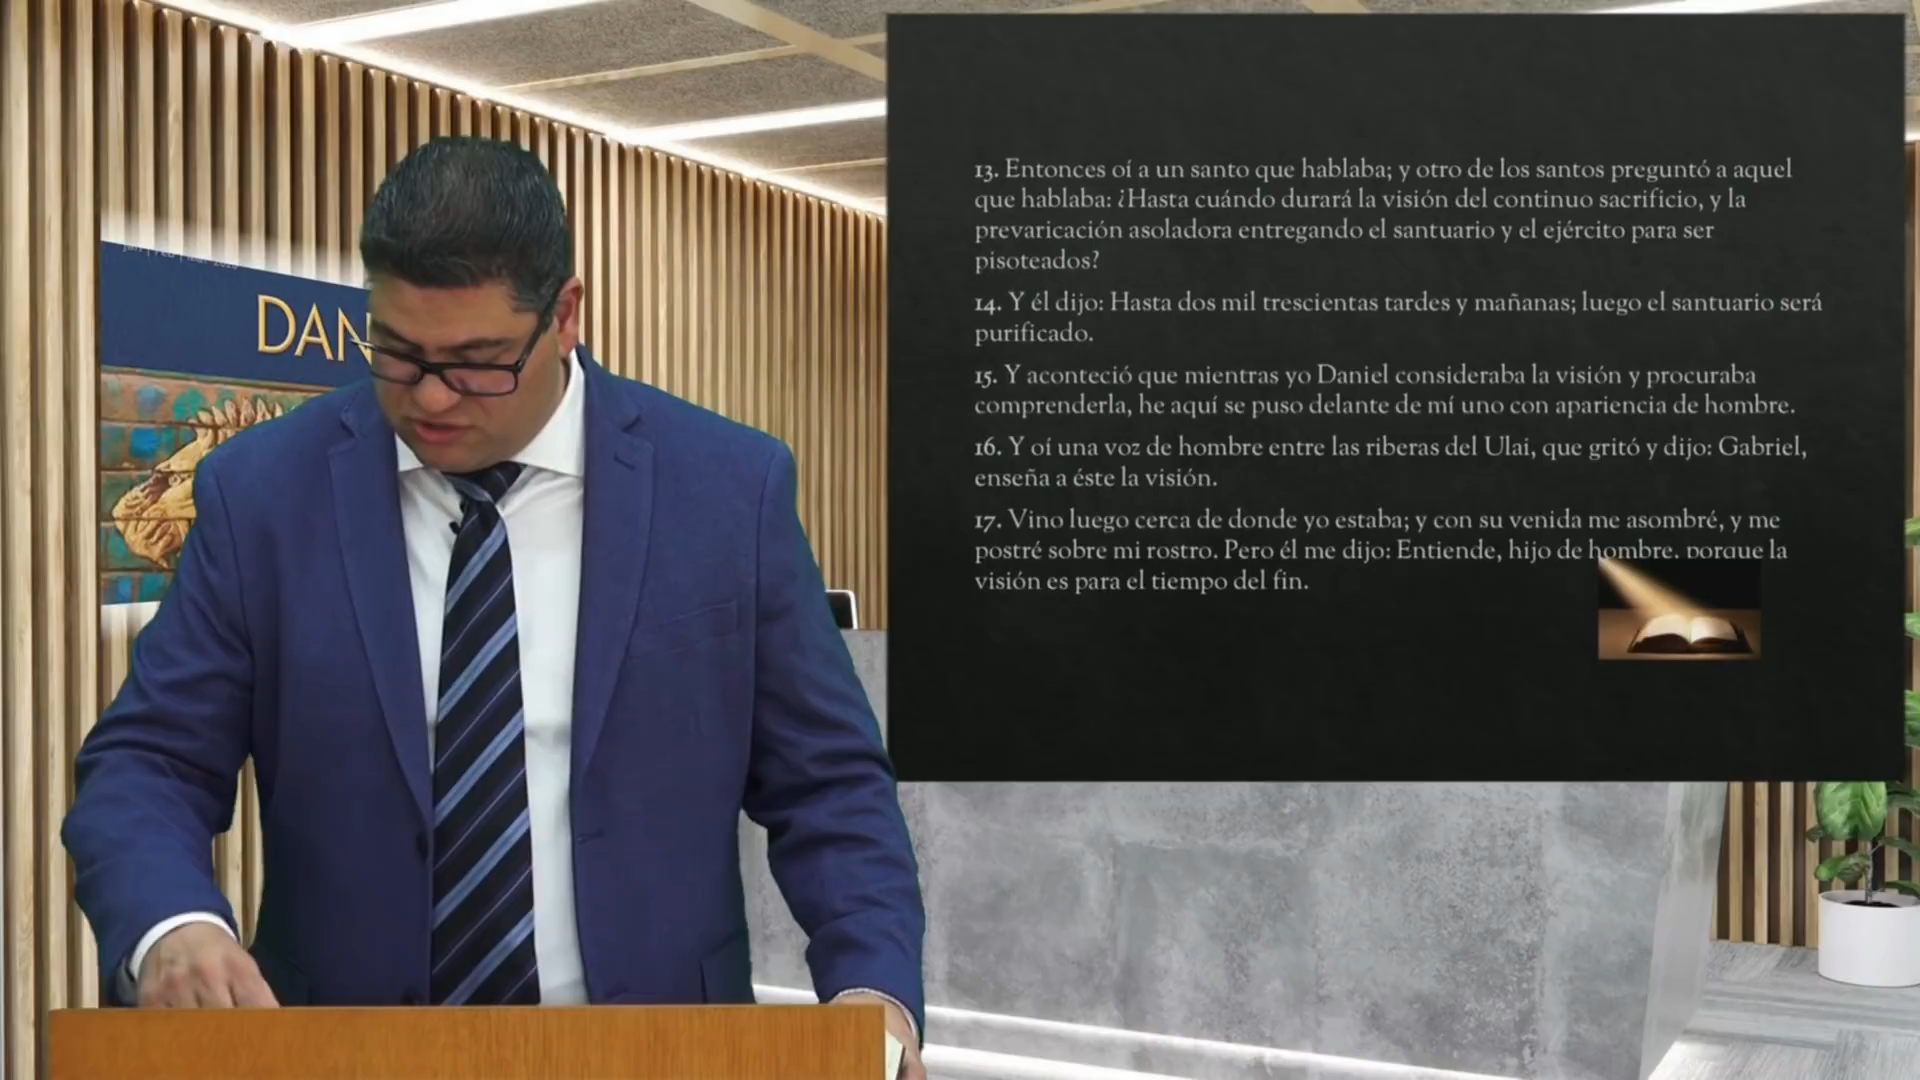 DAN
13. Entonces oí a un santo que hablaba; y otro de los santos preguntó a aquel
que hablaba: ¿Hasta cuándo durará la visión del continuo sacrificio, y la
prevaricación asoladora entregando el santuario y el ejército para ser
pisoteados?
14. Y él dijo: Hasta dos mil trescientas tardes y mañanas; luego el santuario será
purificado.
15. Y aconteció que mientras yo Daniel consideraba la visión y procuraba
comprenderla, he aquí se puso delante de mí uno con apariencia de hombre.
16. Y oí una voz de hombre entre las riberas del Ulai, que gritó y dijo: Gabriel,
enseña a éste la visión.
17. Vino luego cerca de donde yo estaba; y con su venida me asombré, y me
postré sobre mi rostro. Pero él me dijo: Entiende, hijo de hombre, porque la
visión es para el tiempo del fin.